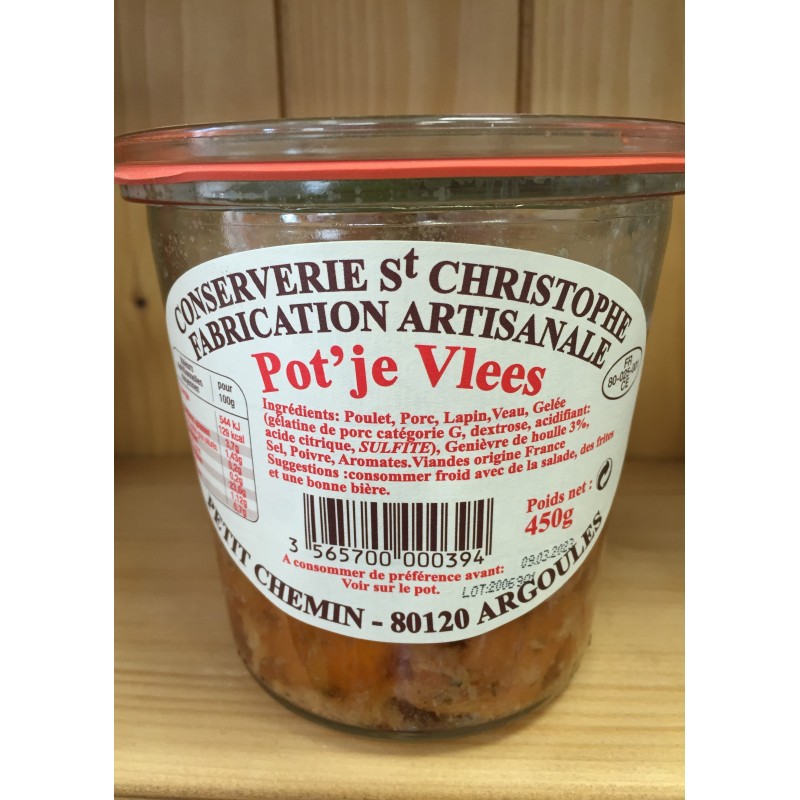 CONSERVERIE St CHRISTOPHE
FABRICATION ARTISANALE
Pot'je Vlees
FR
CE
pour
100g
544 kJ
129 kcal
Ingrédients: Poulet, Porc, Lapin,Veau, Gelée
(gélatine de porc catégorie G, dextrose, acidifiant:
acide citrique, SULFITE), Genièvre de houlle 3%,
Sel, Poivre, Aromates.Viandes origine France
Suggestions :consommer froid avec de la salade, des frites
et une bonne bière.
Poids net :
450g
3 565700 000394
A consommer de préférence avant:
Voir sur le pot.
PETIT CHEMIN - 80120 ARGOULES